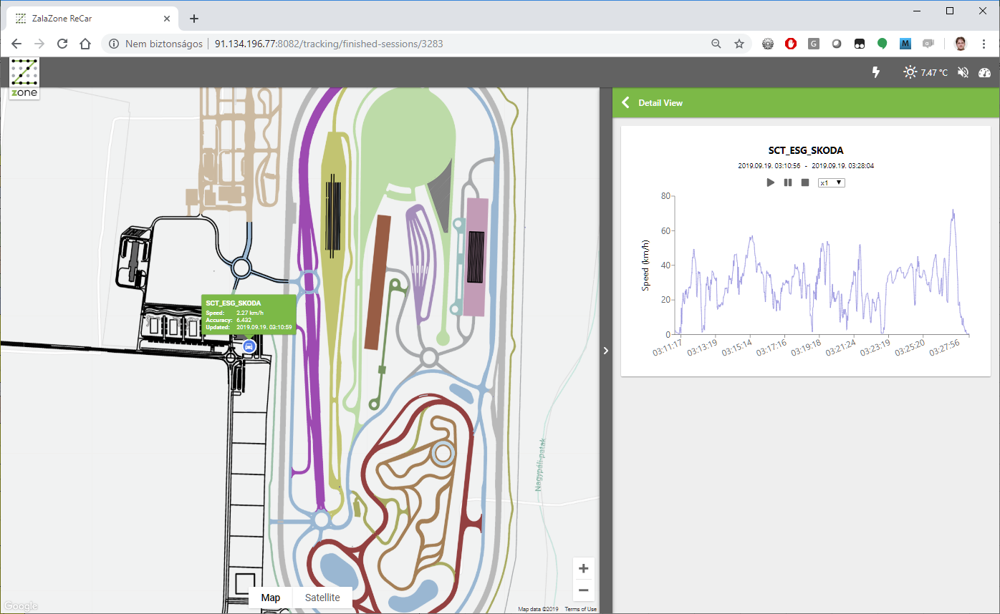 ZalaZone ReCar
Nem biztonságos
91.134.196.77:8082/tracking/finished-sessions/3283
G
M
zone
7.47 °C
Detail View
SCT_ESG_SKODA
2019.09.19. 03:10:56 - 2019.09.19. 03:28:04
x1
Speed (km/h)
80
60
40
20
0
03:11:17
03:13:19
03:15:14
03:17:16
03:19:18
03:21:24
03:23:19
03:25:20
03:27:56
SCT_ESG_SKODA
Speed: 2.27 km/h
Accuracy: 6.432
Updated: 2019.09.19. 03:10:59
Nagypáli-patak
Map
Satellite
Google
Map data ©2019
Terms of Use